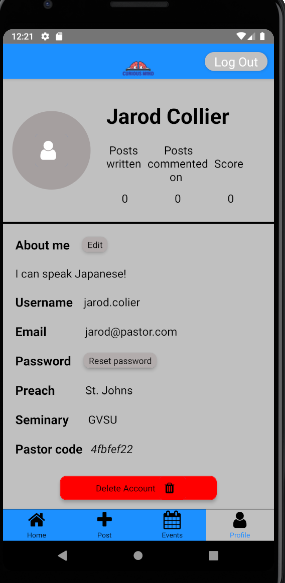 12:21
Log Out
Jarod Collier
Posts written
Posts commented on
Score
0 0 0
About me Edit
I can speak Japanese!
Username jarod.colier
Email jarod@pastor.com
Password Reset password
Preach St. Johns
Seminary GVSU
Pastor code 4fbfef22
Delete Account
Home Post Events Profile